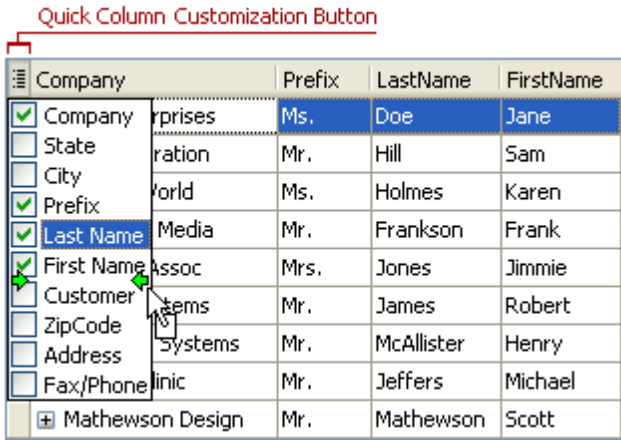 Quick Column Customization Button
Company Prefix LastName FirstName
Company rprises Ms. Doe Jane
State ration Mr. Hill Sam
City
World Ms. Holmes Karen
Prefix
Last Name Media Mr. Frankson Frank
First Name Assoc Mrs. Jones Jimmie
Customer tems Mr. James Robert
ZipCode
Systems Mr. McAllister Henry
Address
Fax/Phone linic Mr. Jeffers Michael
Mathewson Design Mr. Mathewson Scott